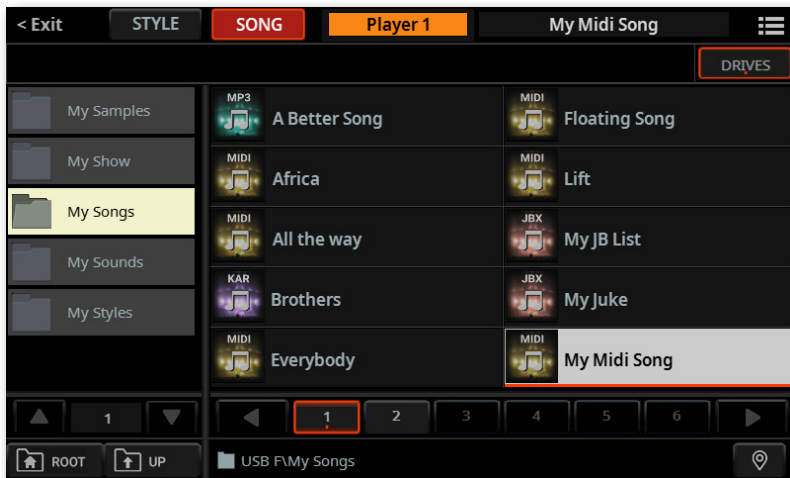 < Exit STYLE SONG Player 1 My Midi Song
DRIVES
My Samples
My Show
My Songs
My Sounds
My Styles
MP3 A Better Song
MIDI Floating Song
MIDI Africa
MIDI Lift
MIDI All the way
JBX My JB List
KAR Brothers
JBX My Juke
MIDI Everybody
MIDI My Midi Song
1
1 2 3 4 5 6
ROOT UP USB F\My Songs